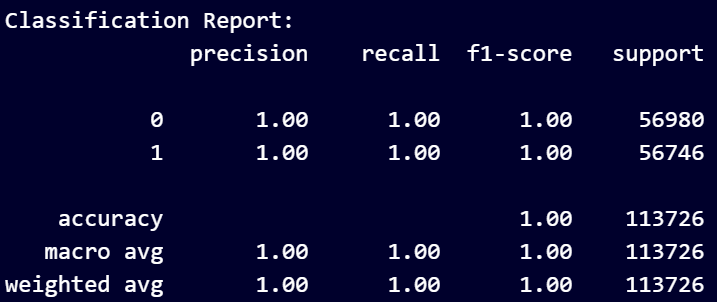 Classification Report:
precision recall f1-score support
0 1.00 1.00 1.00 56980
1 1.00 1.00 1.00 56746
accuracy 1.00 113726
macro avg 1.00 1.00 1.00 113726
weighted avg 1.00 1.00 1.00 113726